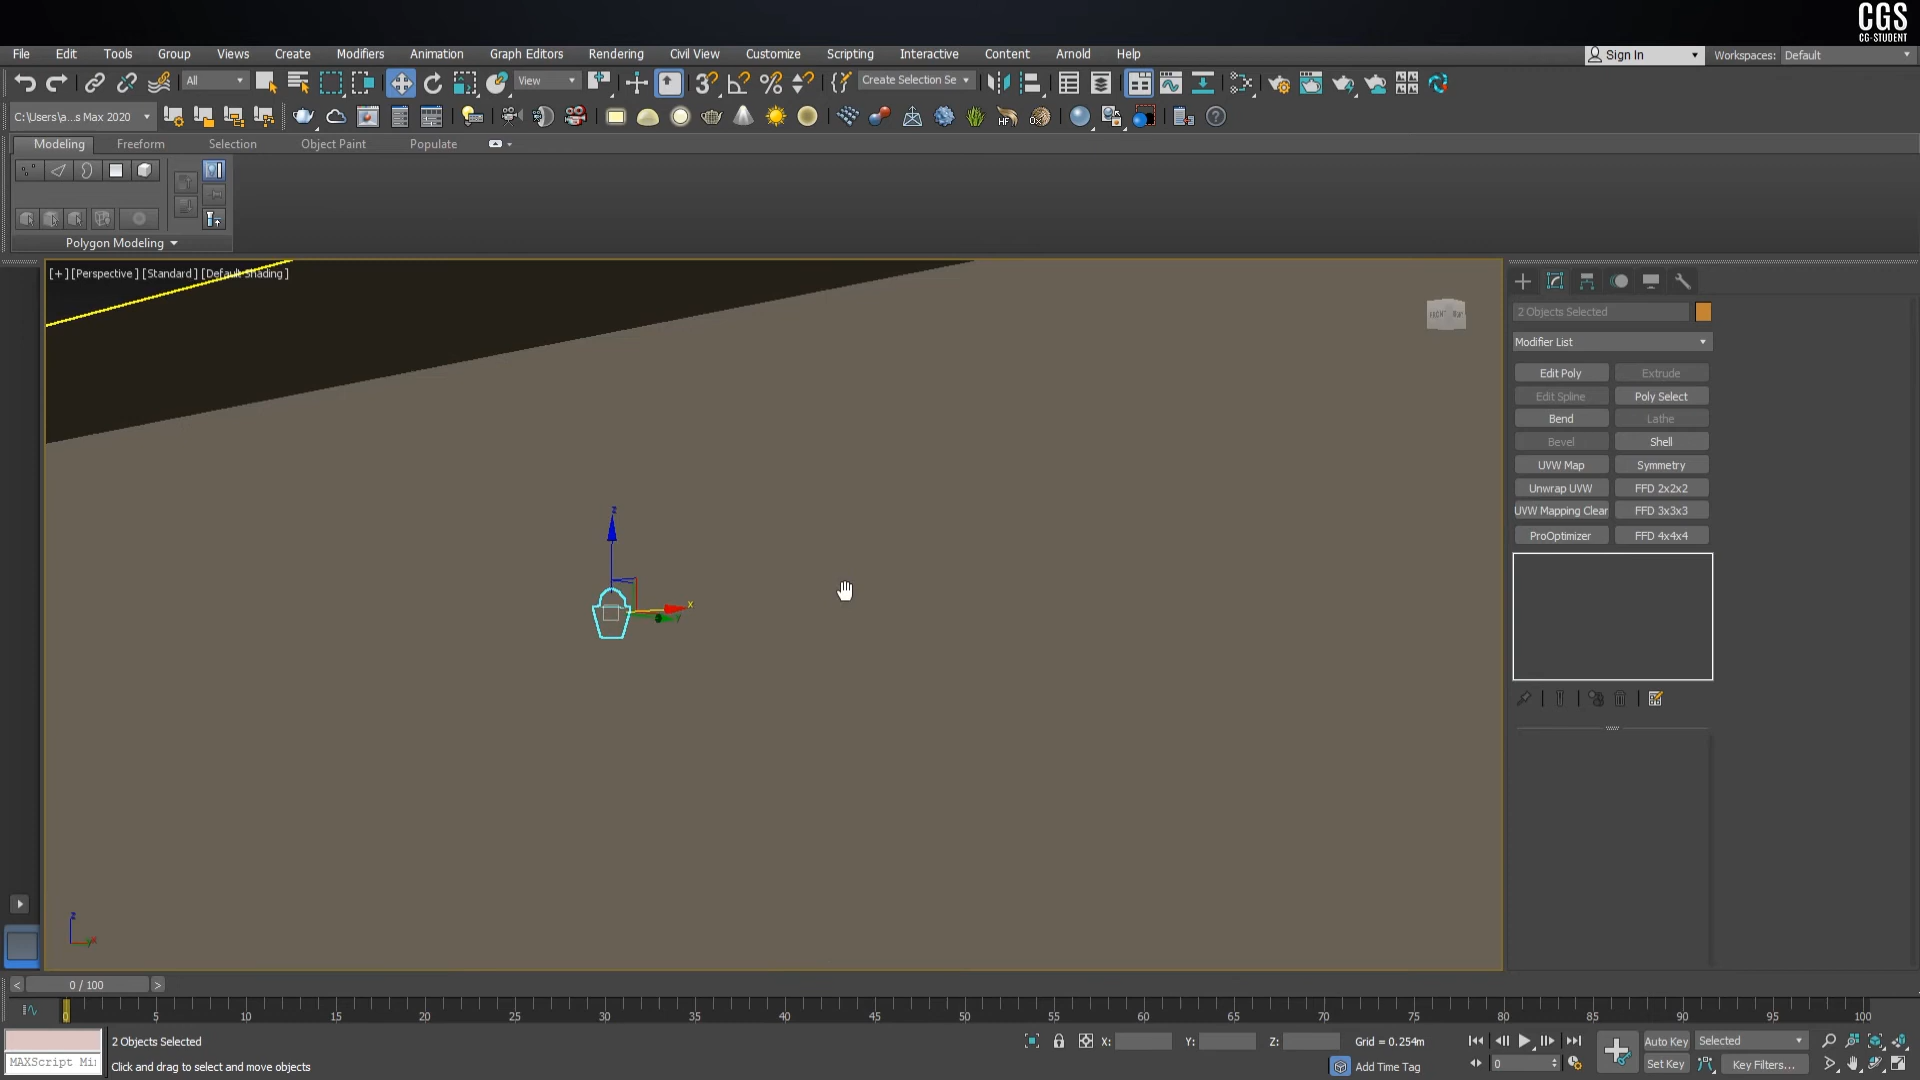 CGS
CG-STUDENT
File Edit Tools Group Views Create Modifiers Animation Graph Editors Rendering Civil View Customize Scripting Interactive Content Arnold Help Sign In Workspaces: Default
All View Create Selection Se
C:\Users\a...s Max 2020
Modeling Freeform Selection Object Paint Populate
Polygon Modeling
[+] [Perspective] [Standard] [Default Shading]
2 Objects Selected
Modifier List
Edit Poly Extrude
Edit Spline Poly Select
Bend Lathe
Bevel Shell
UVW Map Symmetry
Unwrap UVW FFD 2x2x2
UVW Mapping Clear FFD 3x3x3
ProOptimizer FFD 4x4x4
z
x
y
z
x
< 0 / 100 >
0 5 10 15 20 25 30 35 40 45 50 55 60 65 70 75 80 85 90 95 100
2 Objects Selected X: Y: Z: Grid = 0.254m Auto Key Selected
MAXScript Mi Click and drag to select and move objects Add Time Tag 0 Set Key Key Filters...